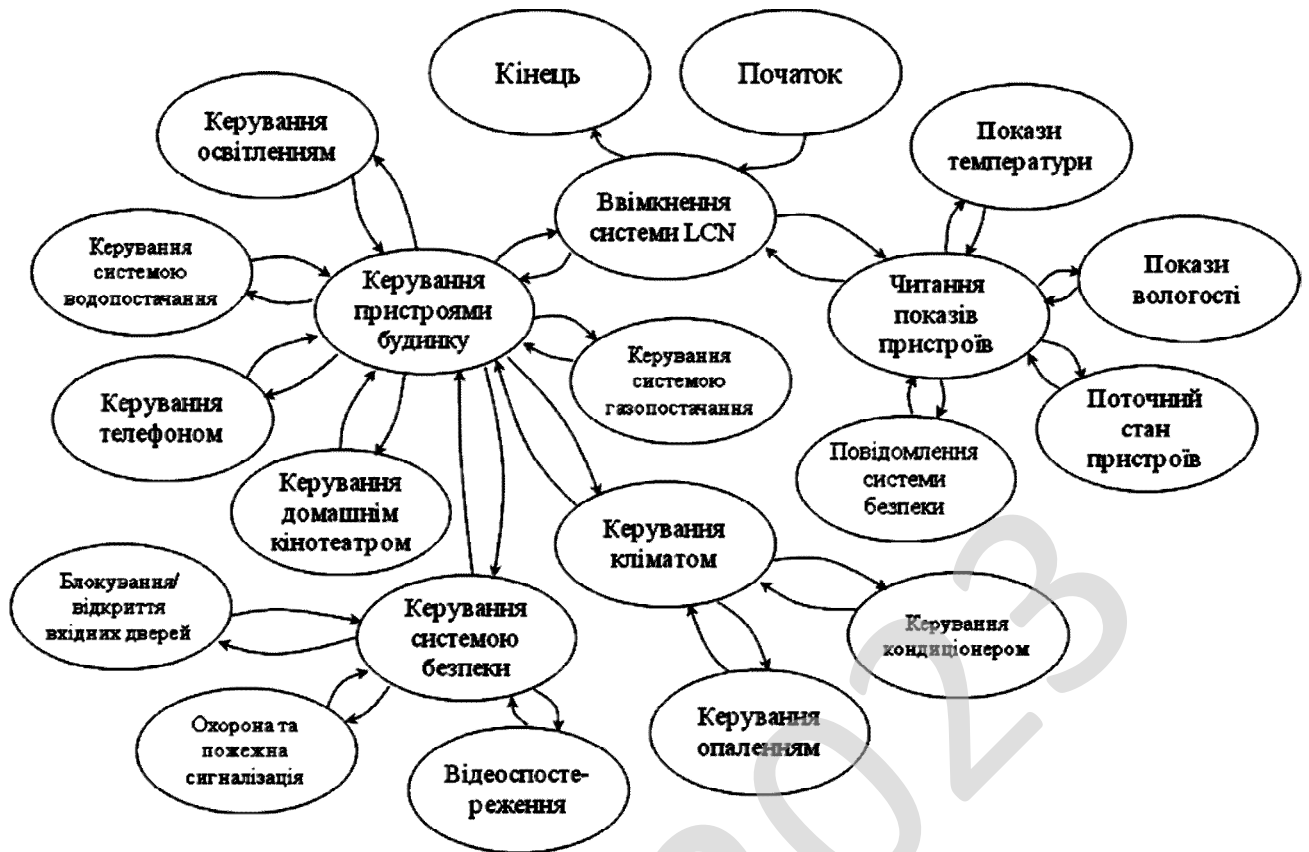 Кінець
Початок
Керування
освітленням
Покази
температури
Ввімкнення
системи LCN
Керування
системою
водопостачання
Керування
пристроями
будинку
Читання
показів
пристроїв
Покази
вологості
Керування
системою
газопостачання
Керування
телефоном
Поточний
стан
пристроїв
Повідомлення
системи
безпеки
Керування
домашнім
кінотеатром
Керування
кліматом
Блокування/
відкриття
вхідних дверей
Керування
системою
безпеки
Керування
кондиціонером
Охорона та
пожежна
сигналізація
Відеоспосте-
реження
Керування
опаленням
2023